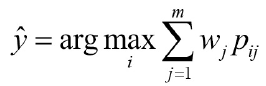 ŷ = arg max_i ∑_{j=1}^{m} w_j p_{ij}